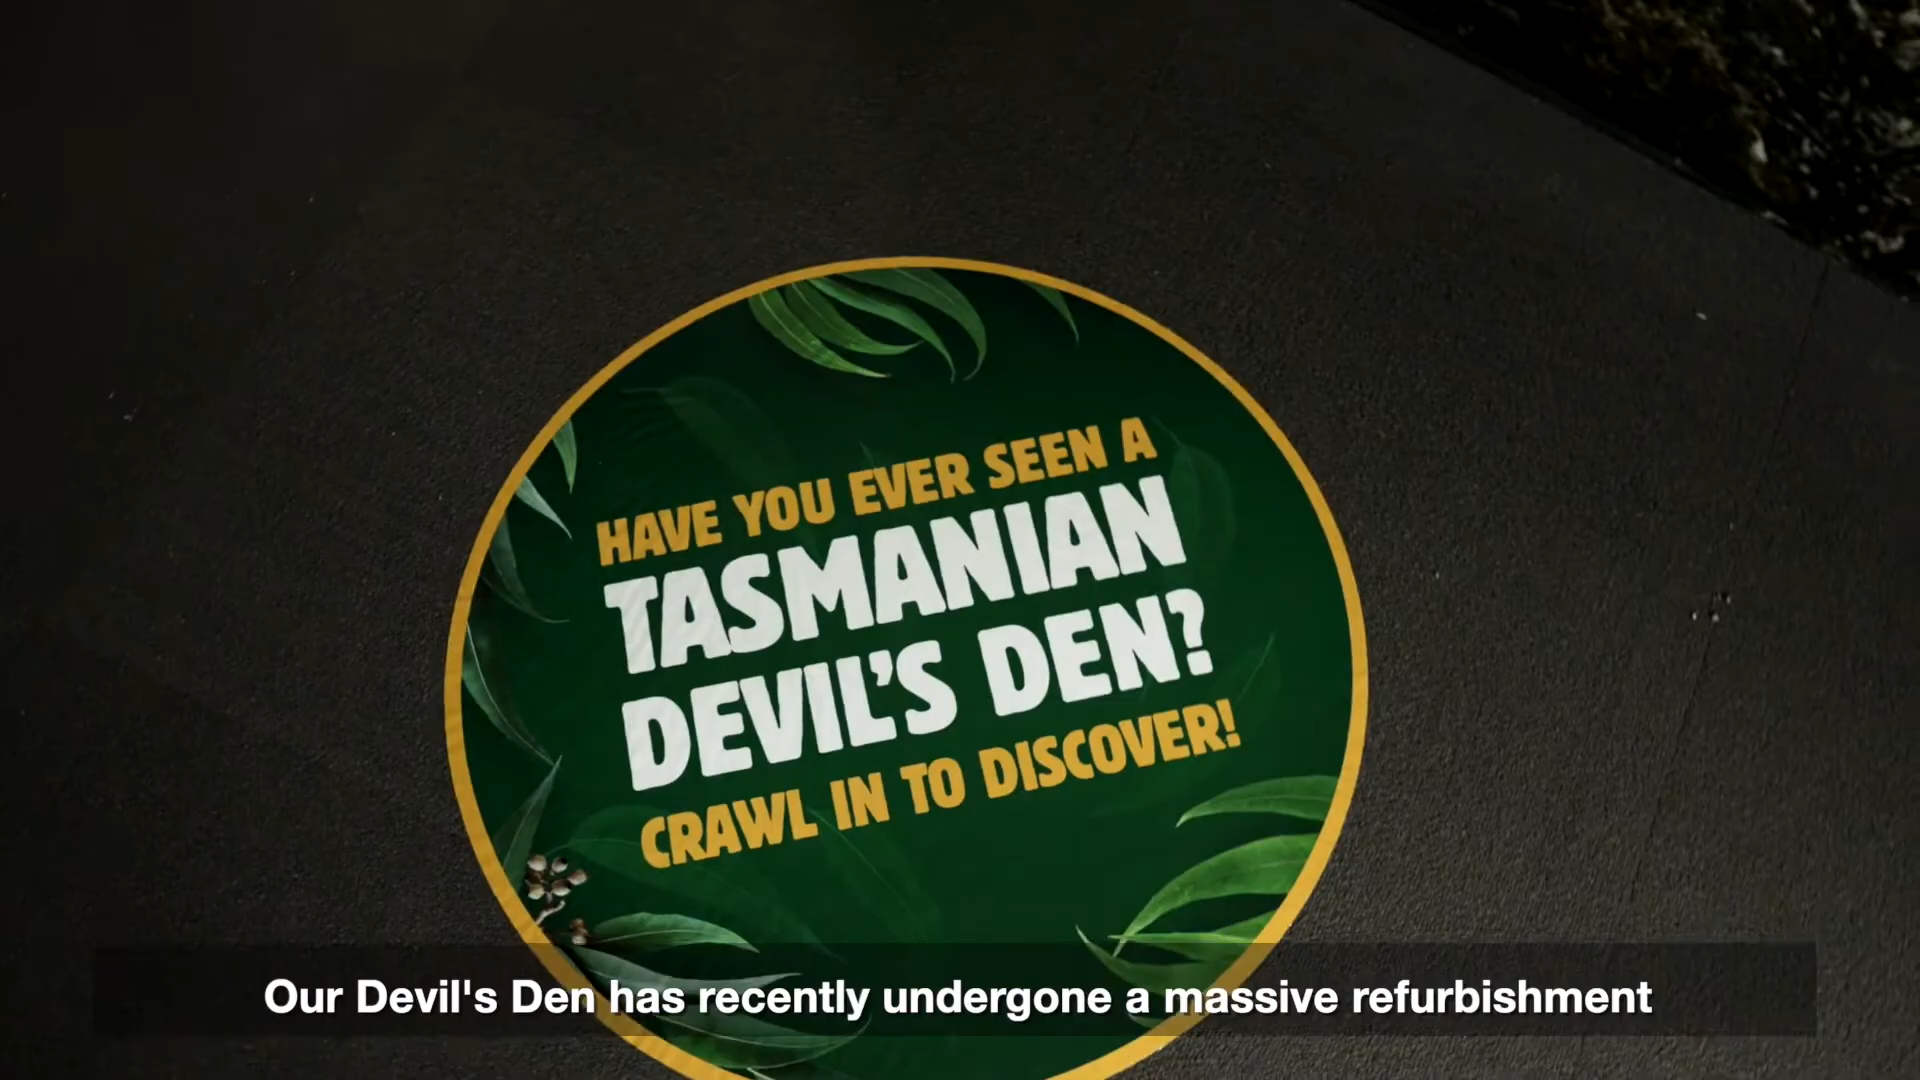 HAVE YOU EVER SEEN A
TASMANIAN
DEVIL'S DEN?
CRAWL IN TO DISCOVER!
Our Devil's Den has recently undergone a massive refurbishment